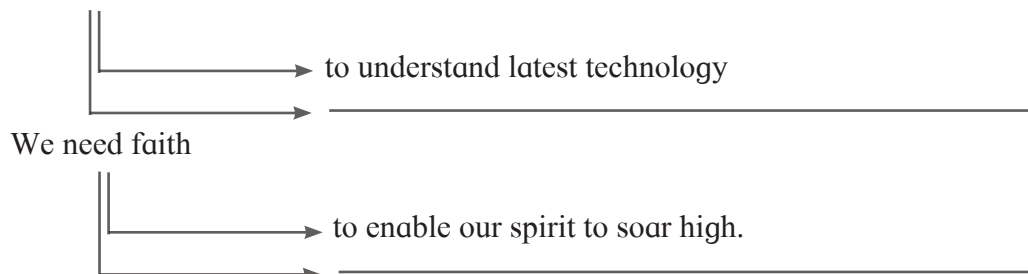 to understand latest technology
We need faith
to enable our spirit to soar high.